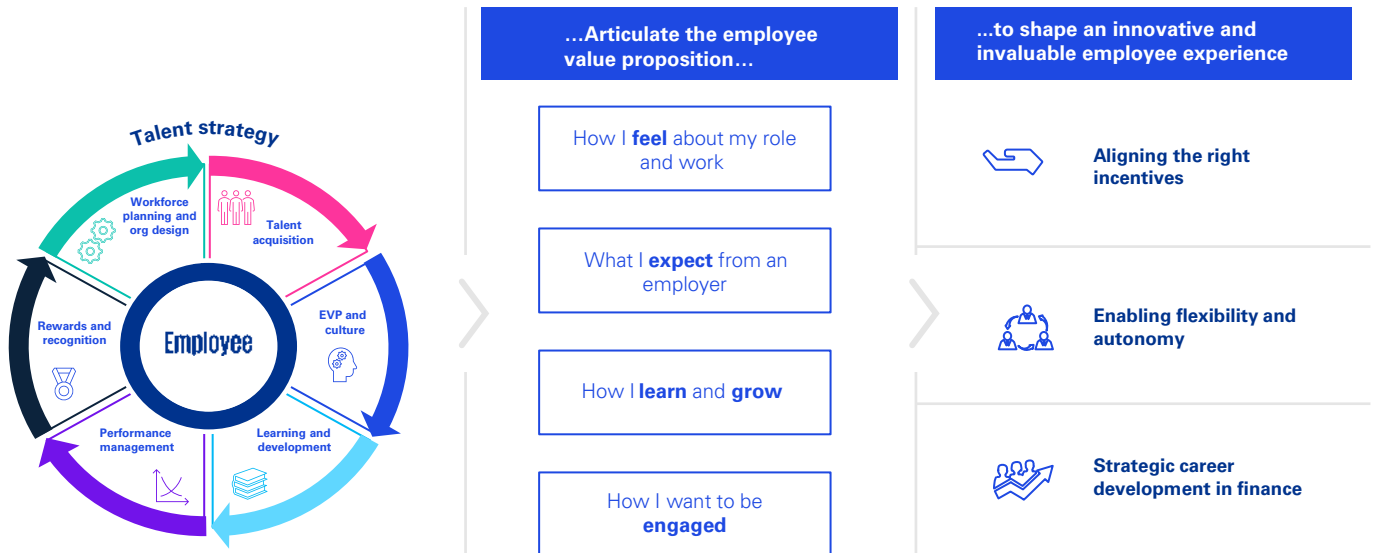 Talent strategy
Workforce
planning and
org design
Talent
acquisition
EVP and
culture
Learning and
development
Performance
management
Rewards and
recognition
Employee
...Articulate the employee
value proposition...
How I feel about my role
and work
What I expect from an
employer
How I learn and grow
How I want to be
engaged
...to shape an innovative and
invaluable employee experience
Aligning the right
incentives
Enabling flexibility and
autonomy
Strategic career
development in finance